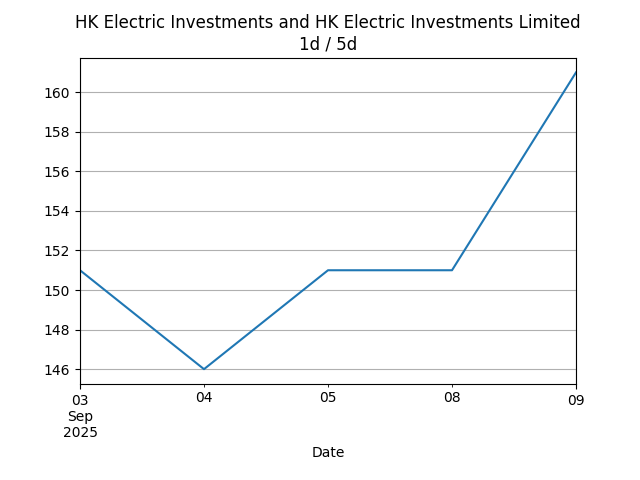 HK Electric Investments and HK Electric Investments Limited
1d / 5d
160
158
156
154
152
150
148
146
03 04 05 08 09
Sep
2025
Date